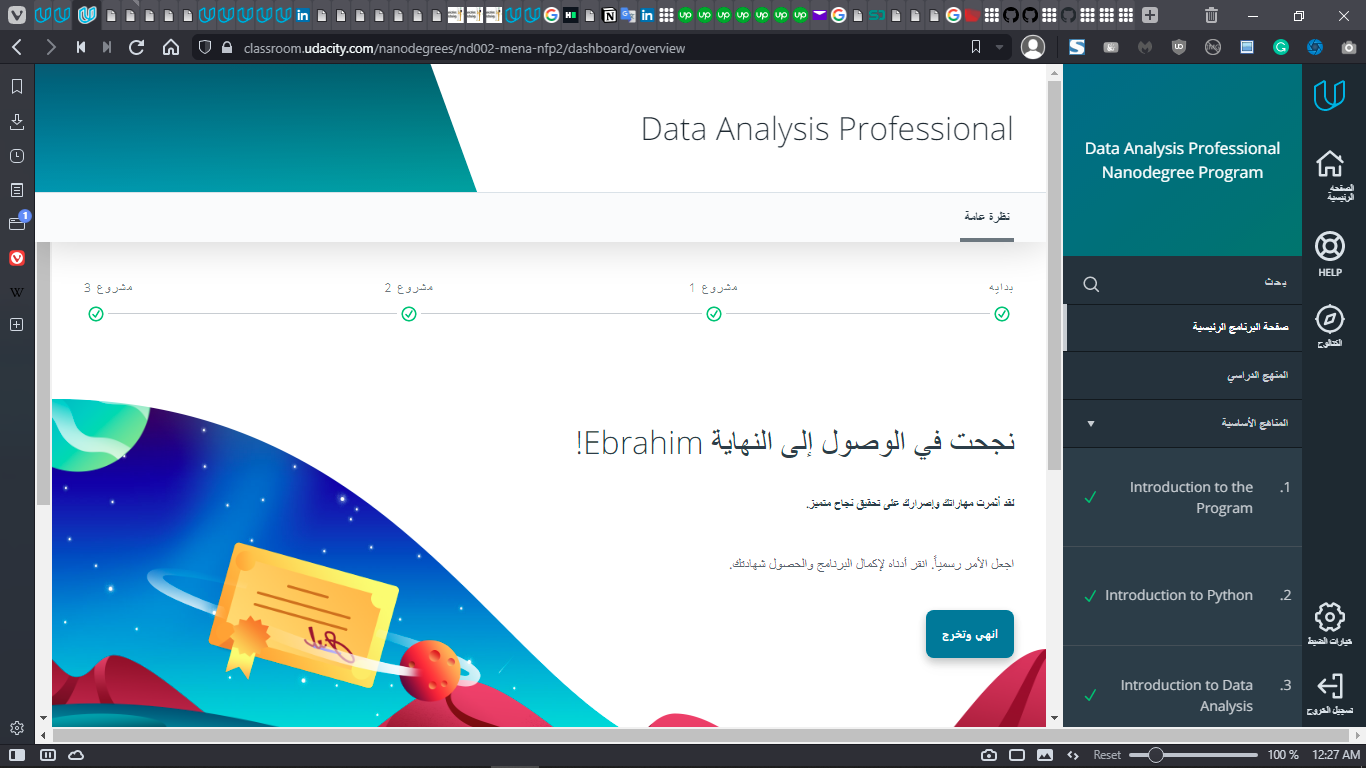 classroom.udacity.com/nanodegrees/nd002-mena-nfp2/dashboard/overview
Data Analysis Professional
نظرة عامة
بدايه
مشروع 1
مشروع 2
مشروع 3
نجحت في الوصول إلى النهاية Ebrahim!
لقد أثمرت مهاراتك وإصرارك على تحقيق نجاح متميز.
اجعل الأمر رسمياً. انقر أدناه لإكمال البرنامج والحصول شهادتك.
انهي وتخرج
Data Analysis Professional
Nanodegree Program
بحث
صفحة البرنامج الرئيسية
المنهج الدراسي
المناهج الأساسية
1. Introduction to the
Program
2. Introduction to Python
3. Introduction to Data
Analysis
الصفحه
الرئيسية
HELP
الكتالوج
خيارات الضبط
تسجيل الخروج
1
Reset
100 %
12:27 AM